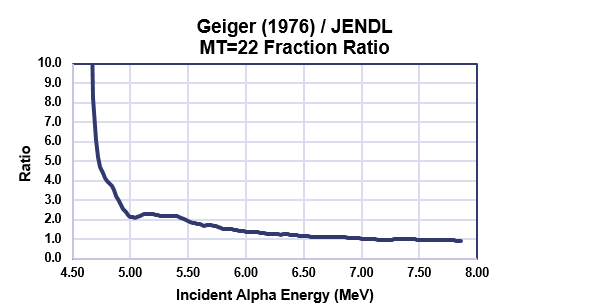 Geiger (1976) / JENDL
MT=22 Fraction Ratio
10.0
9.0
8.0
7.0
6.0
5.0
4.0
3.0
2.0
1.0
0.0
Ratio
4.50 5.00 5.50 6.00 6.50 7.00 7.50 8.00
Incident Alpha Energy (MeV)